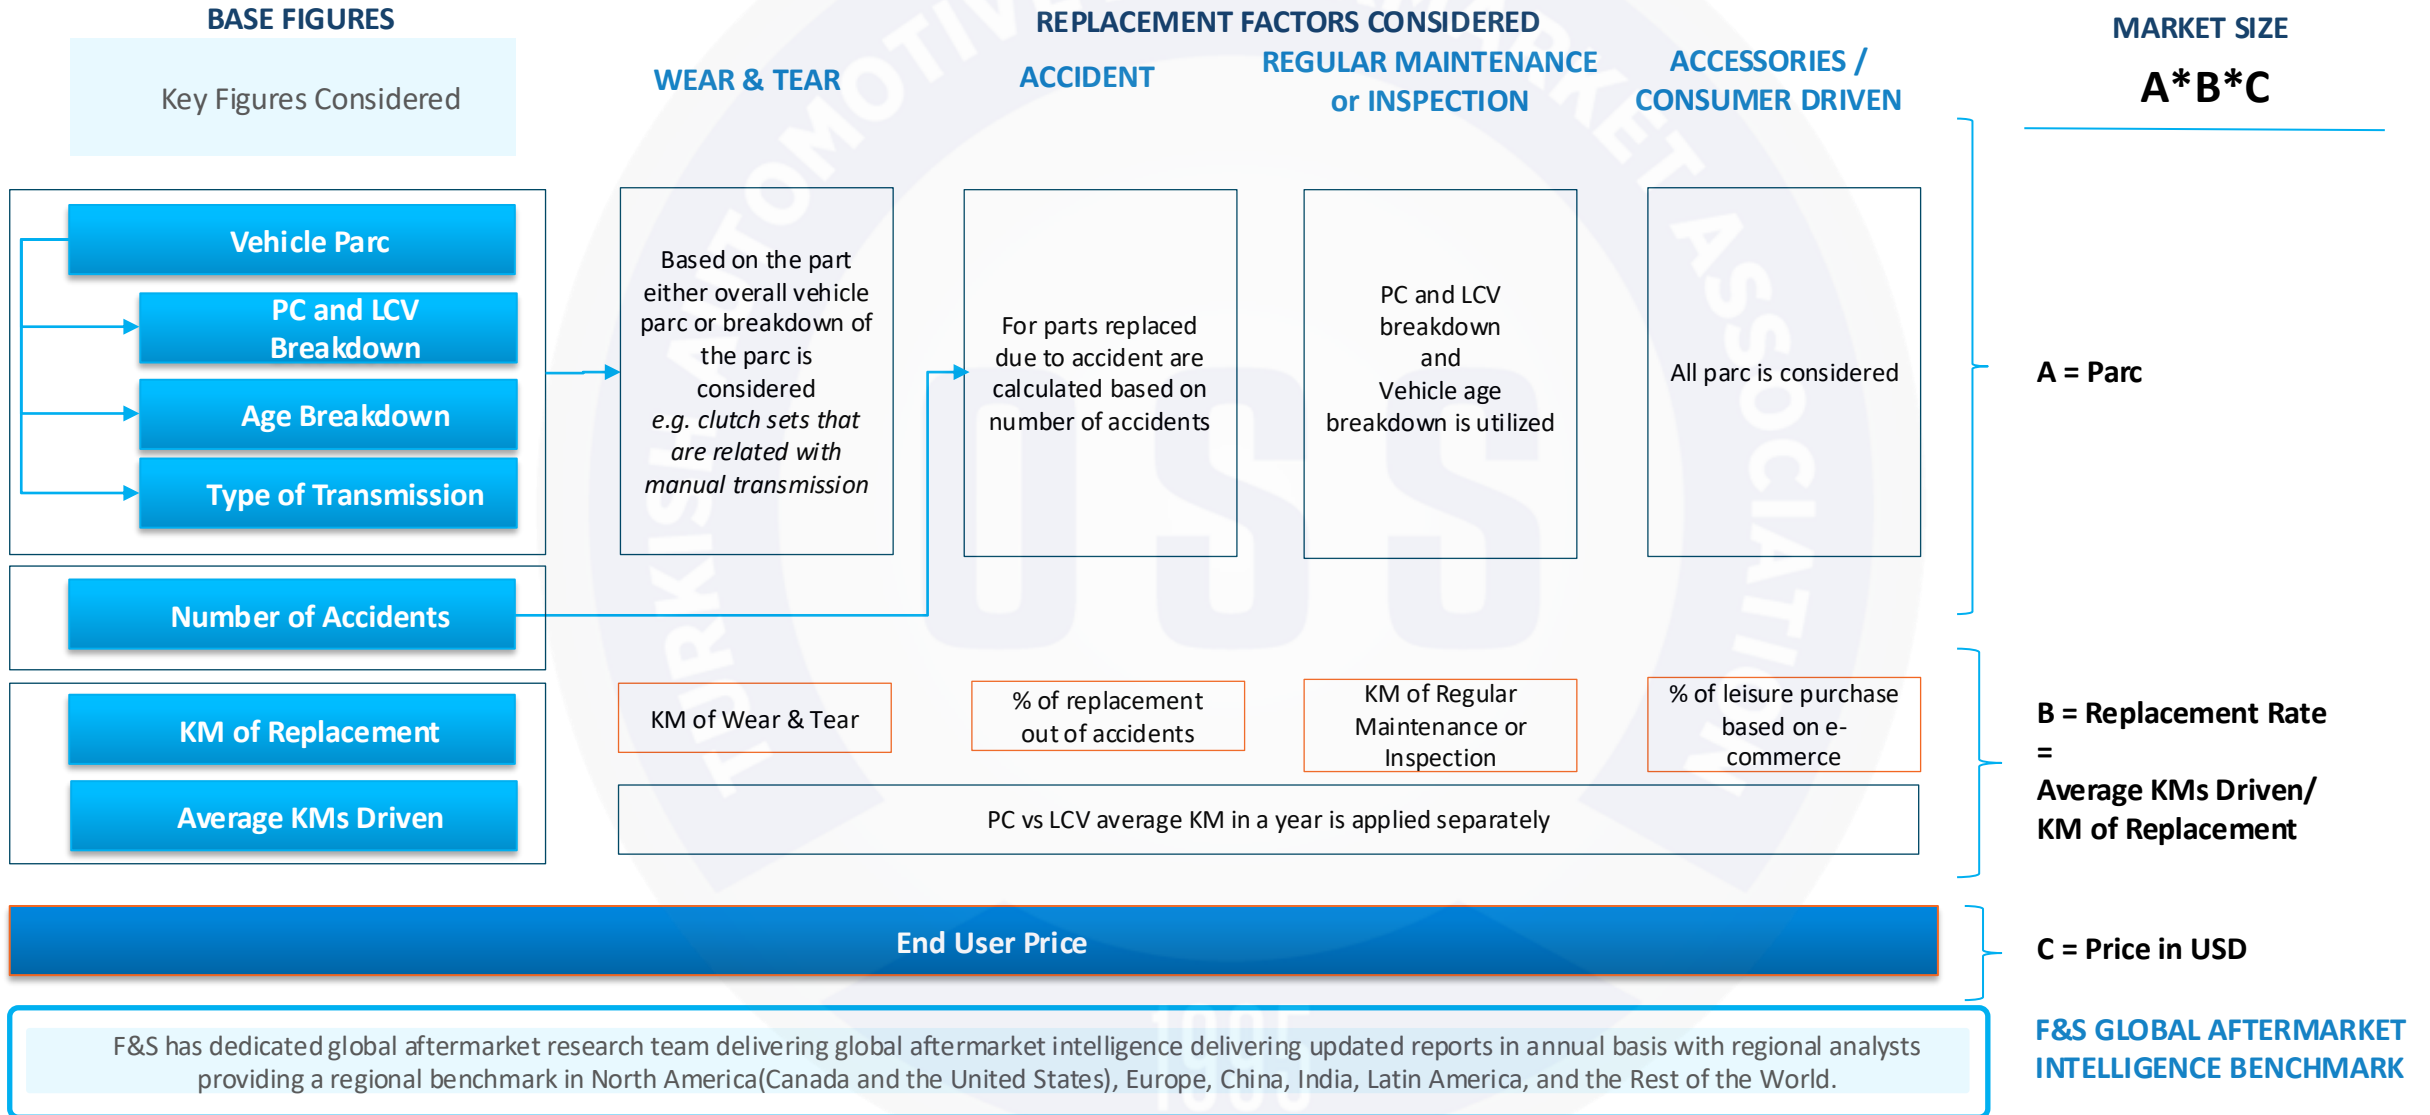 BASE FIGURES
Key Figures Considered
REPLACEMENT FACTORS CONSIDERED
WEAR & TEAR
ACCIDENT
REGULAR MAINTENANCE
or INSPECTION
ACCESSORIES /
CONSUMER DRIVEN
MARKET SIZE
A*B*C
Vehicle Parc
PC and LCV
Breakdown
Age Breakdown
Type of Transmission
Number of Accidents
KM of Replacement
Average KMs Driven
Based on the part
either overall vehicle
parc or breakdown of
the parc is
considered
e.g. clutch sets that
are related with
manual transmission
For parts replaced
due to accident are
calculated based on
number of accidents
PC and LCV
breakdown
and
Vehicle age
breakdown is utilized
All parc is considered
A = Parc
KM of Wear & Tear
% of replacement
out of accidents
KM of Regular
Maintenance or
Inspection
% of leisure purchase
based on e-
commerce
PC vs LCV average KM in a year is applied separately
B = Replacement Rate
=
Average KMs Driven/
KM of Replacement
End User Price
C = Price in USD
F&S has dedicated global aftermarket research team delivering global aftermarket intelligence delivering updated reports in annual basis with regional analysts
providing a regional benchmark in North America(Canada and the United States), Europe, China, India, Latin America, and the Rest of the World.
F&S GLOBAL AFTERMARKET
INTELLIGENCE BENCHMARK
TURKISH AUTOMOTIVE AFTERMARKET ASSOCIATION
OSS
1995